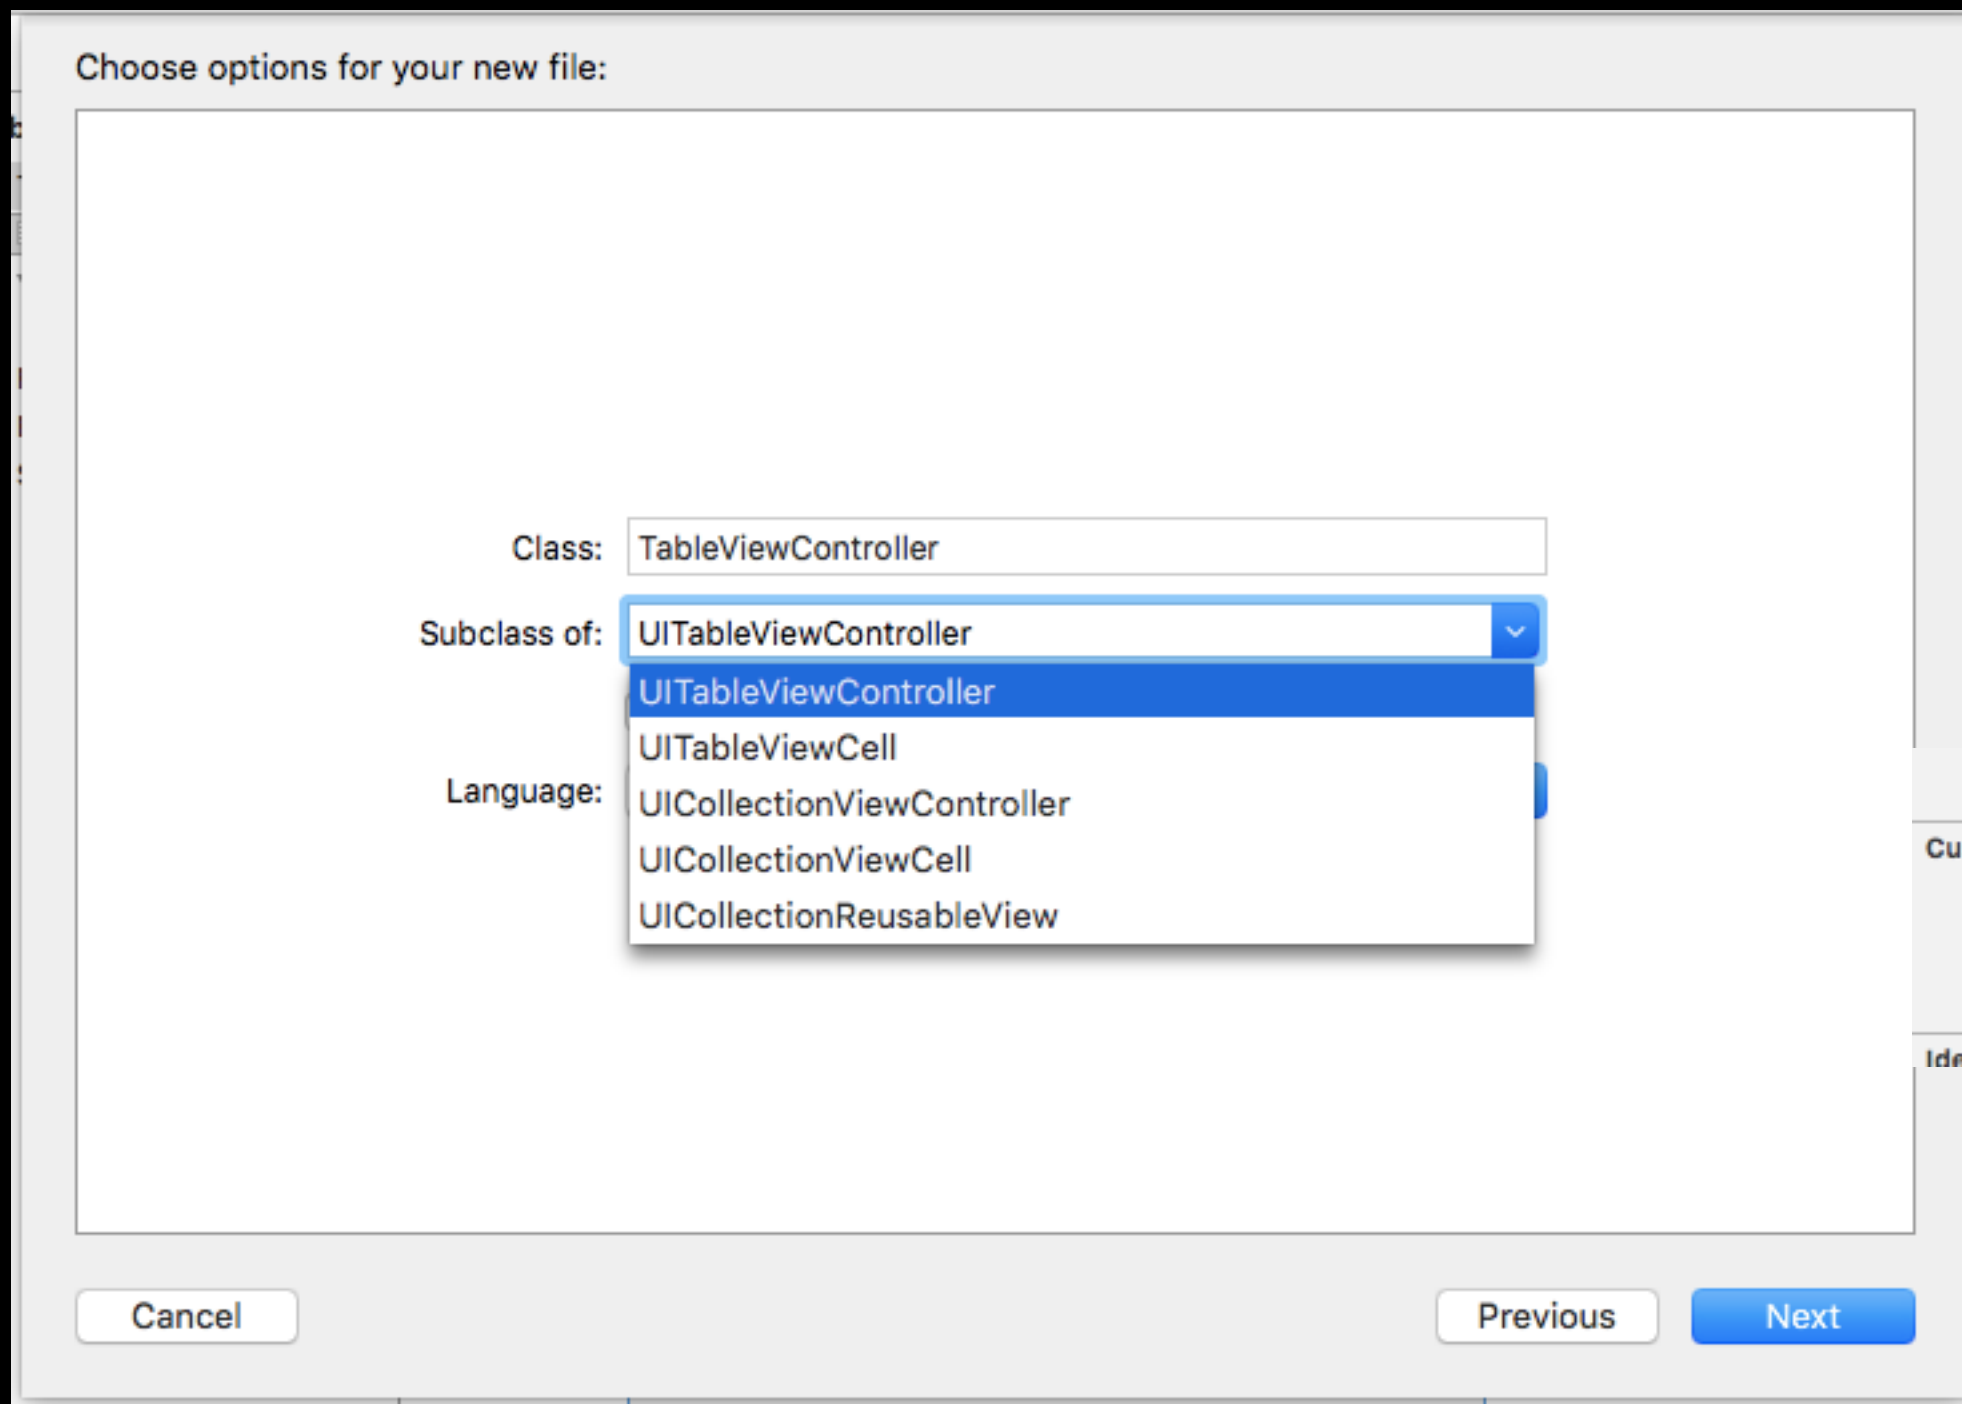 Choose options for your new file:
Class: TableViewController
Subclass of: UITableViewController
UITableViewController
UITableViewCell
Language:
UICollectionViewController
UICollectionViewCell
UICollectionReusableView
Cu
Ide
Cancel Previous Next